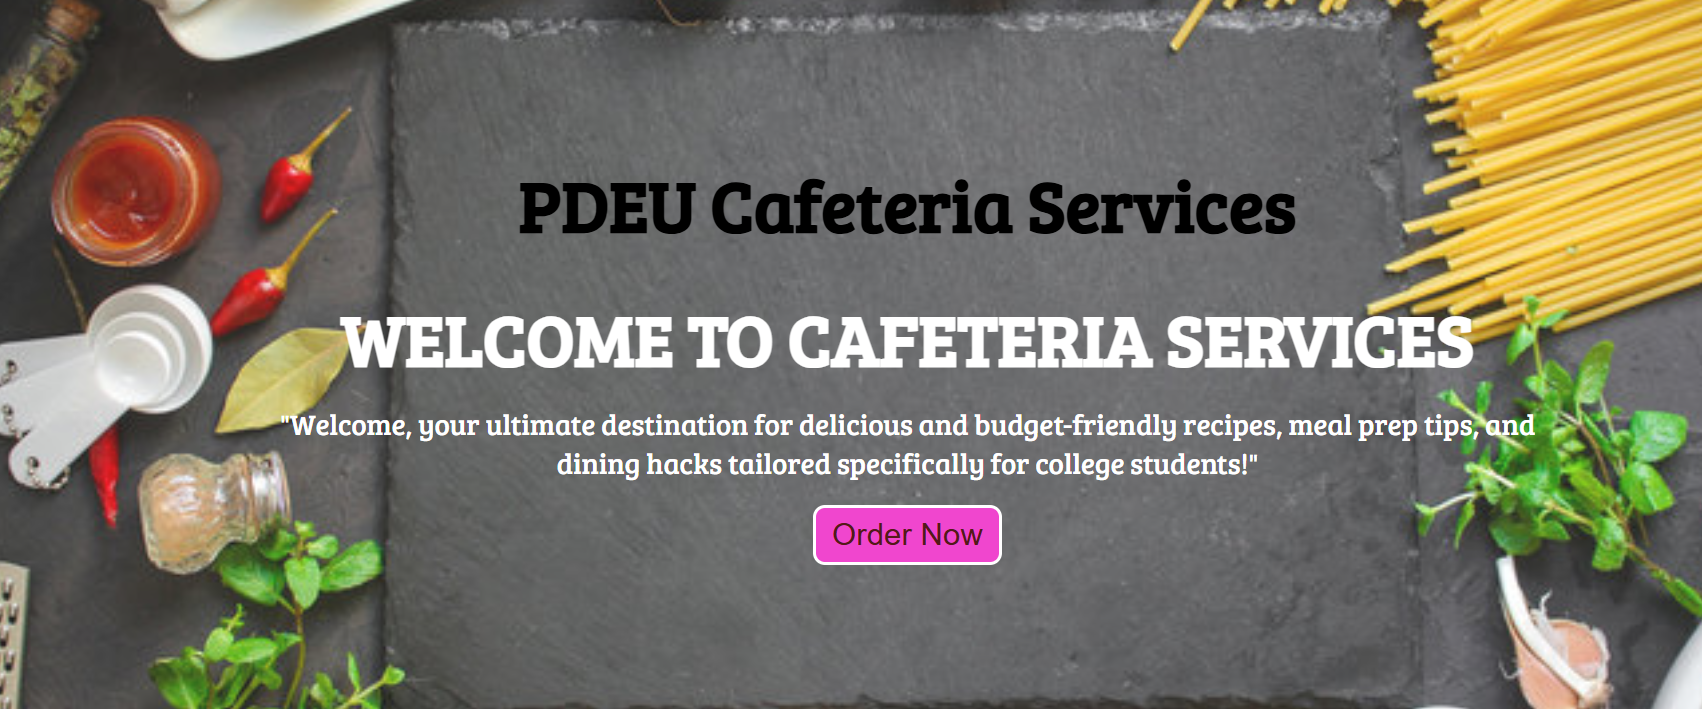 PDEU Cafeteria Services
WELCOME TO CAFETERIA SERVICES
"Welcome, your ultimate destination for delicious and budget-friendly recipes, meal prep tips, and
dining hacks tailored specifically for college students!"
Order Now